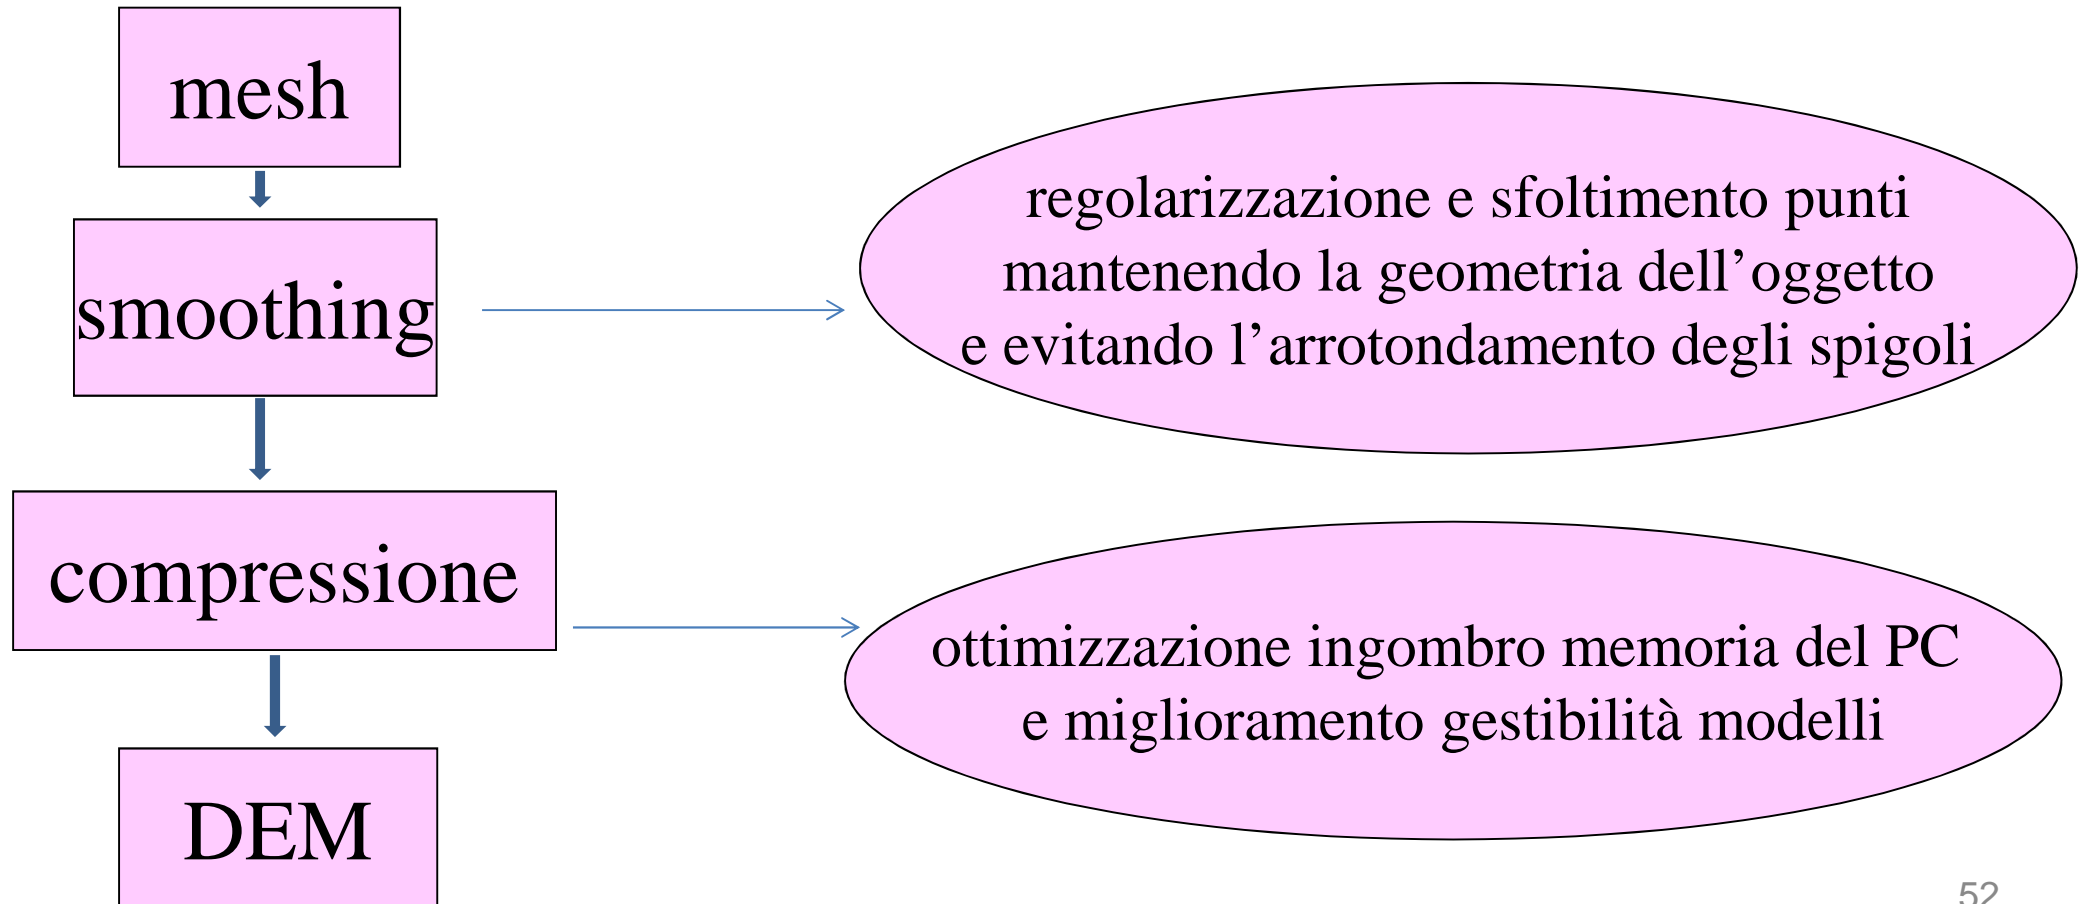 mesh
smoothing
regolarizzazione e sfoltimento punti
mantenendo la geometria dell’oggetto
e evitando l’arrotondamento degli spigoli
compressione
ottimizzazione ingombro memoria del PC
e miglioramento gestibilità modelli
DEM
52